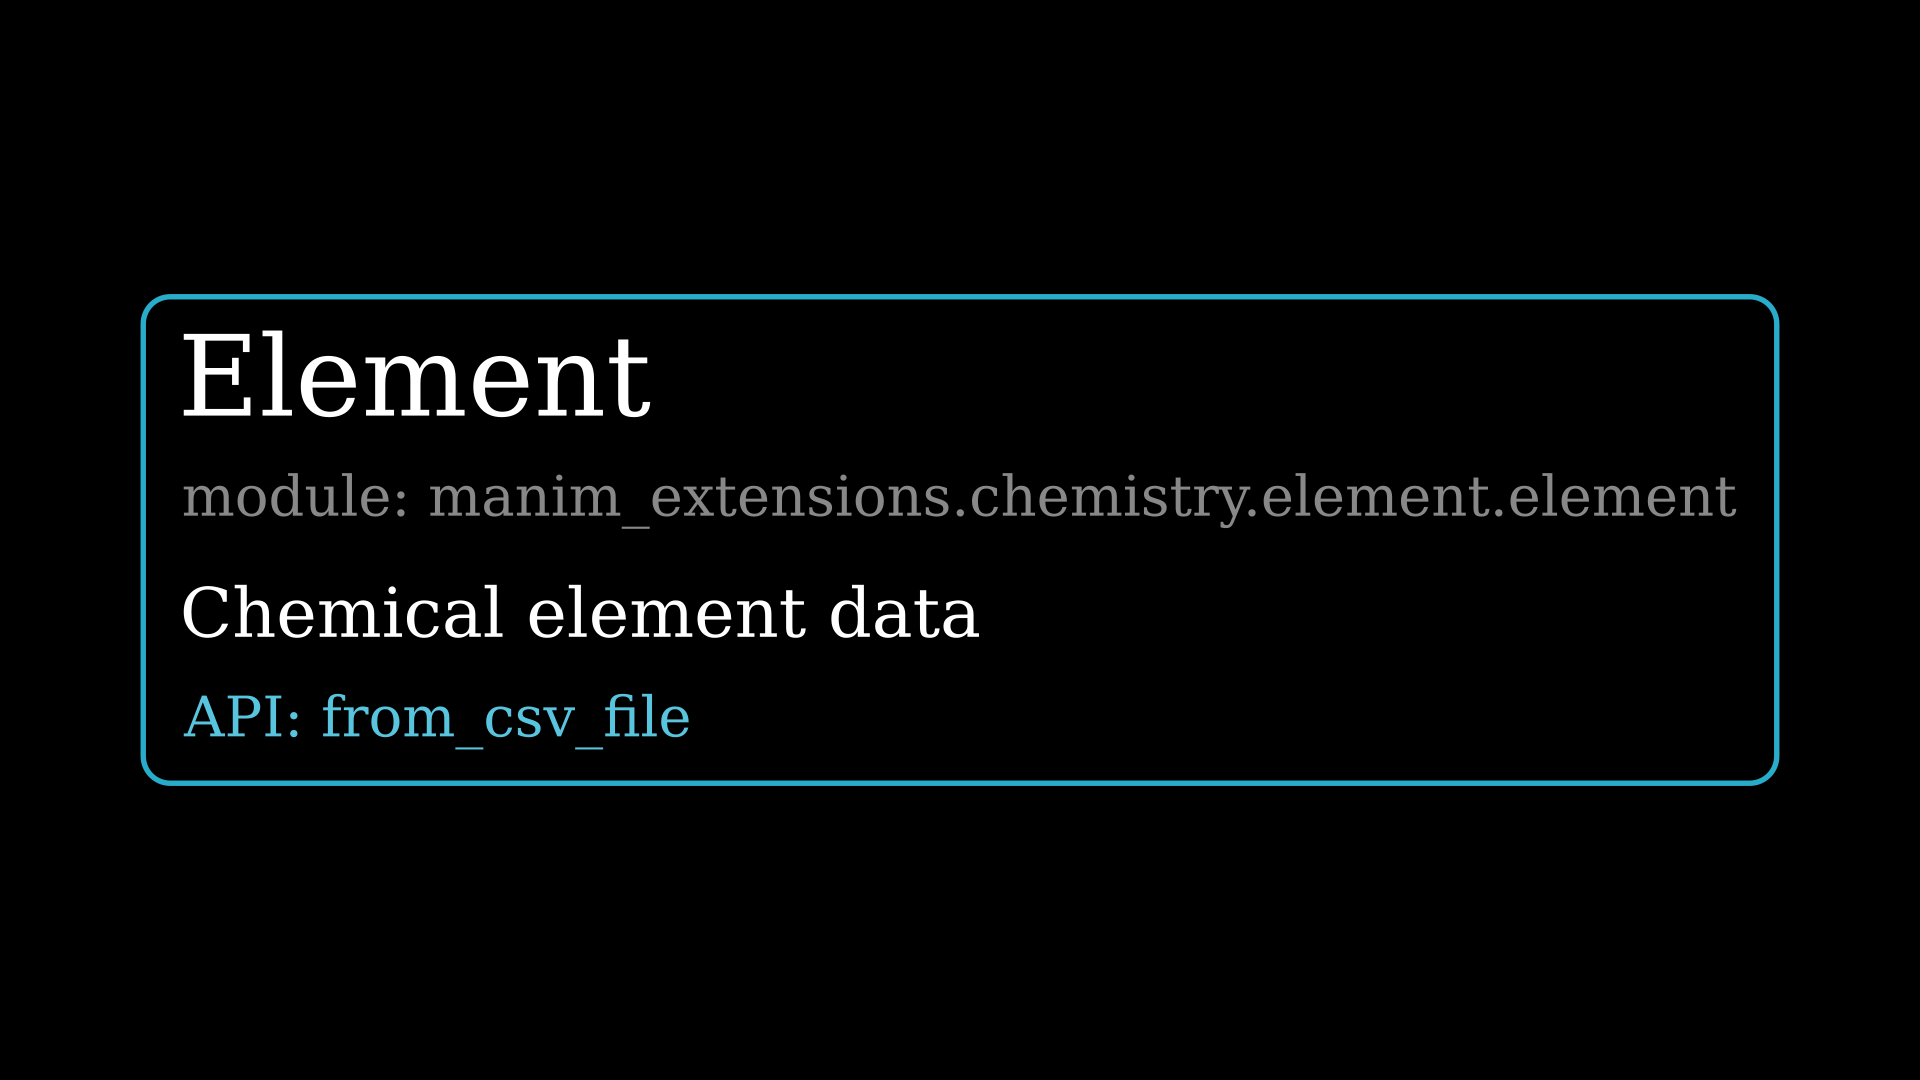 Element
module: manim_extensions.chemistry.element.element
Chemical element data
API: from_csv_file